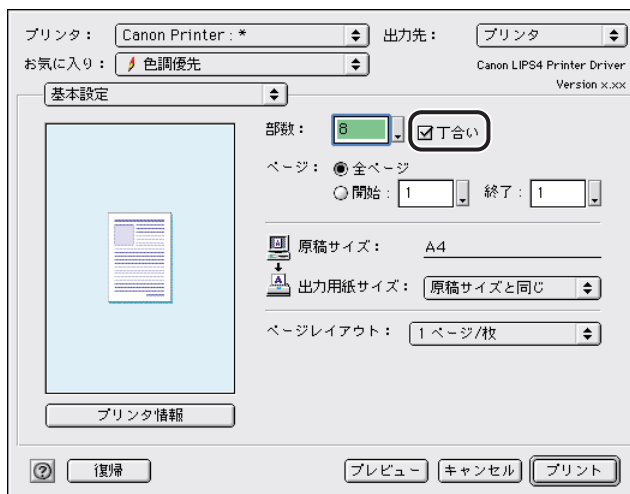 プリンタ： Canon Printer : * 出力先： プリンタ
お気に入り： 色調優先 Canon LIPS4 Printer Driver
Version x.xx
基本設定
部数： 8 丁合い
ページ： 全ページ
開始： 1 終了： 1
原稿サイズ： A4
出力用紙サイズ： 原稿サイズと同じ
ページレイアウト： 1 ページ/枚
プリンタ情報
? 復帰 プレビュー キャンセル プリント